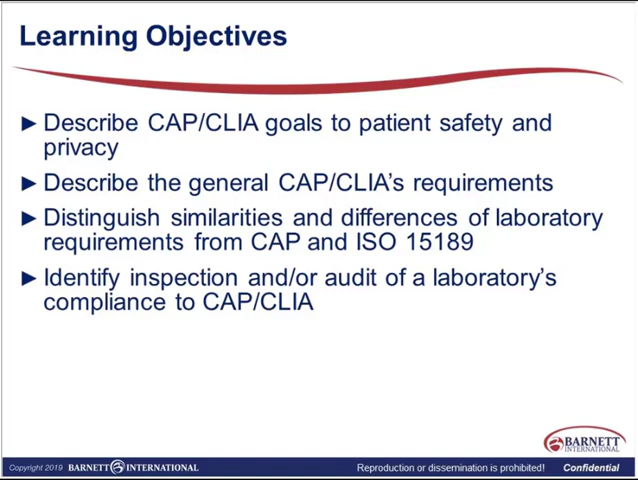 Learning Objectives
► Describe CAP/CLIA goals to patient safety and
privacy
► Describe the general CAP/CLIA's requirements
► Distinguish similarities and differences of laboratory
requirements from CAP and ISO 15189
► Identify inspection and/or audit of a laboratory's
compliance to CAP/CLIA
BARNETT
INTERNATIONAL
Copyright 2019 BARNETT INTERNATIONAL Reproduction or dissemination is prohibited! Confidential